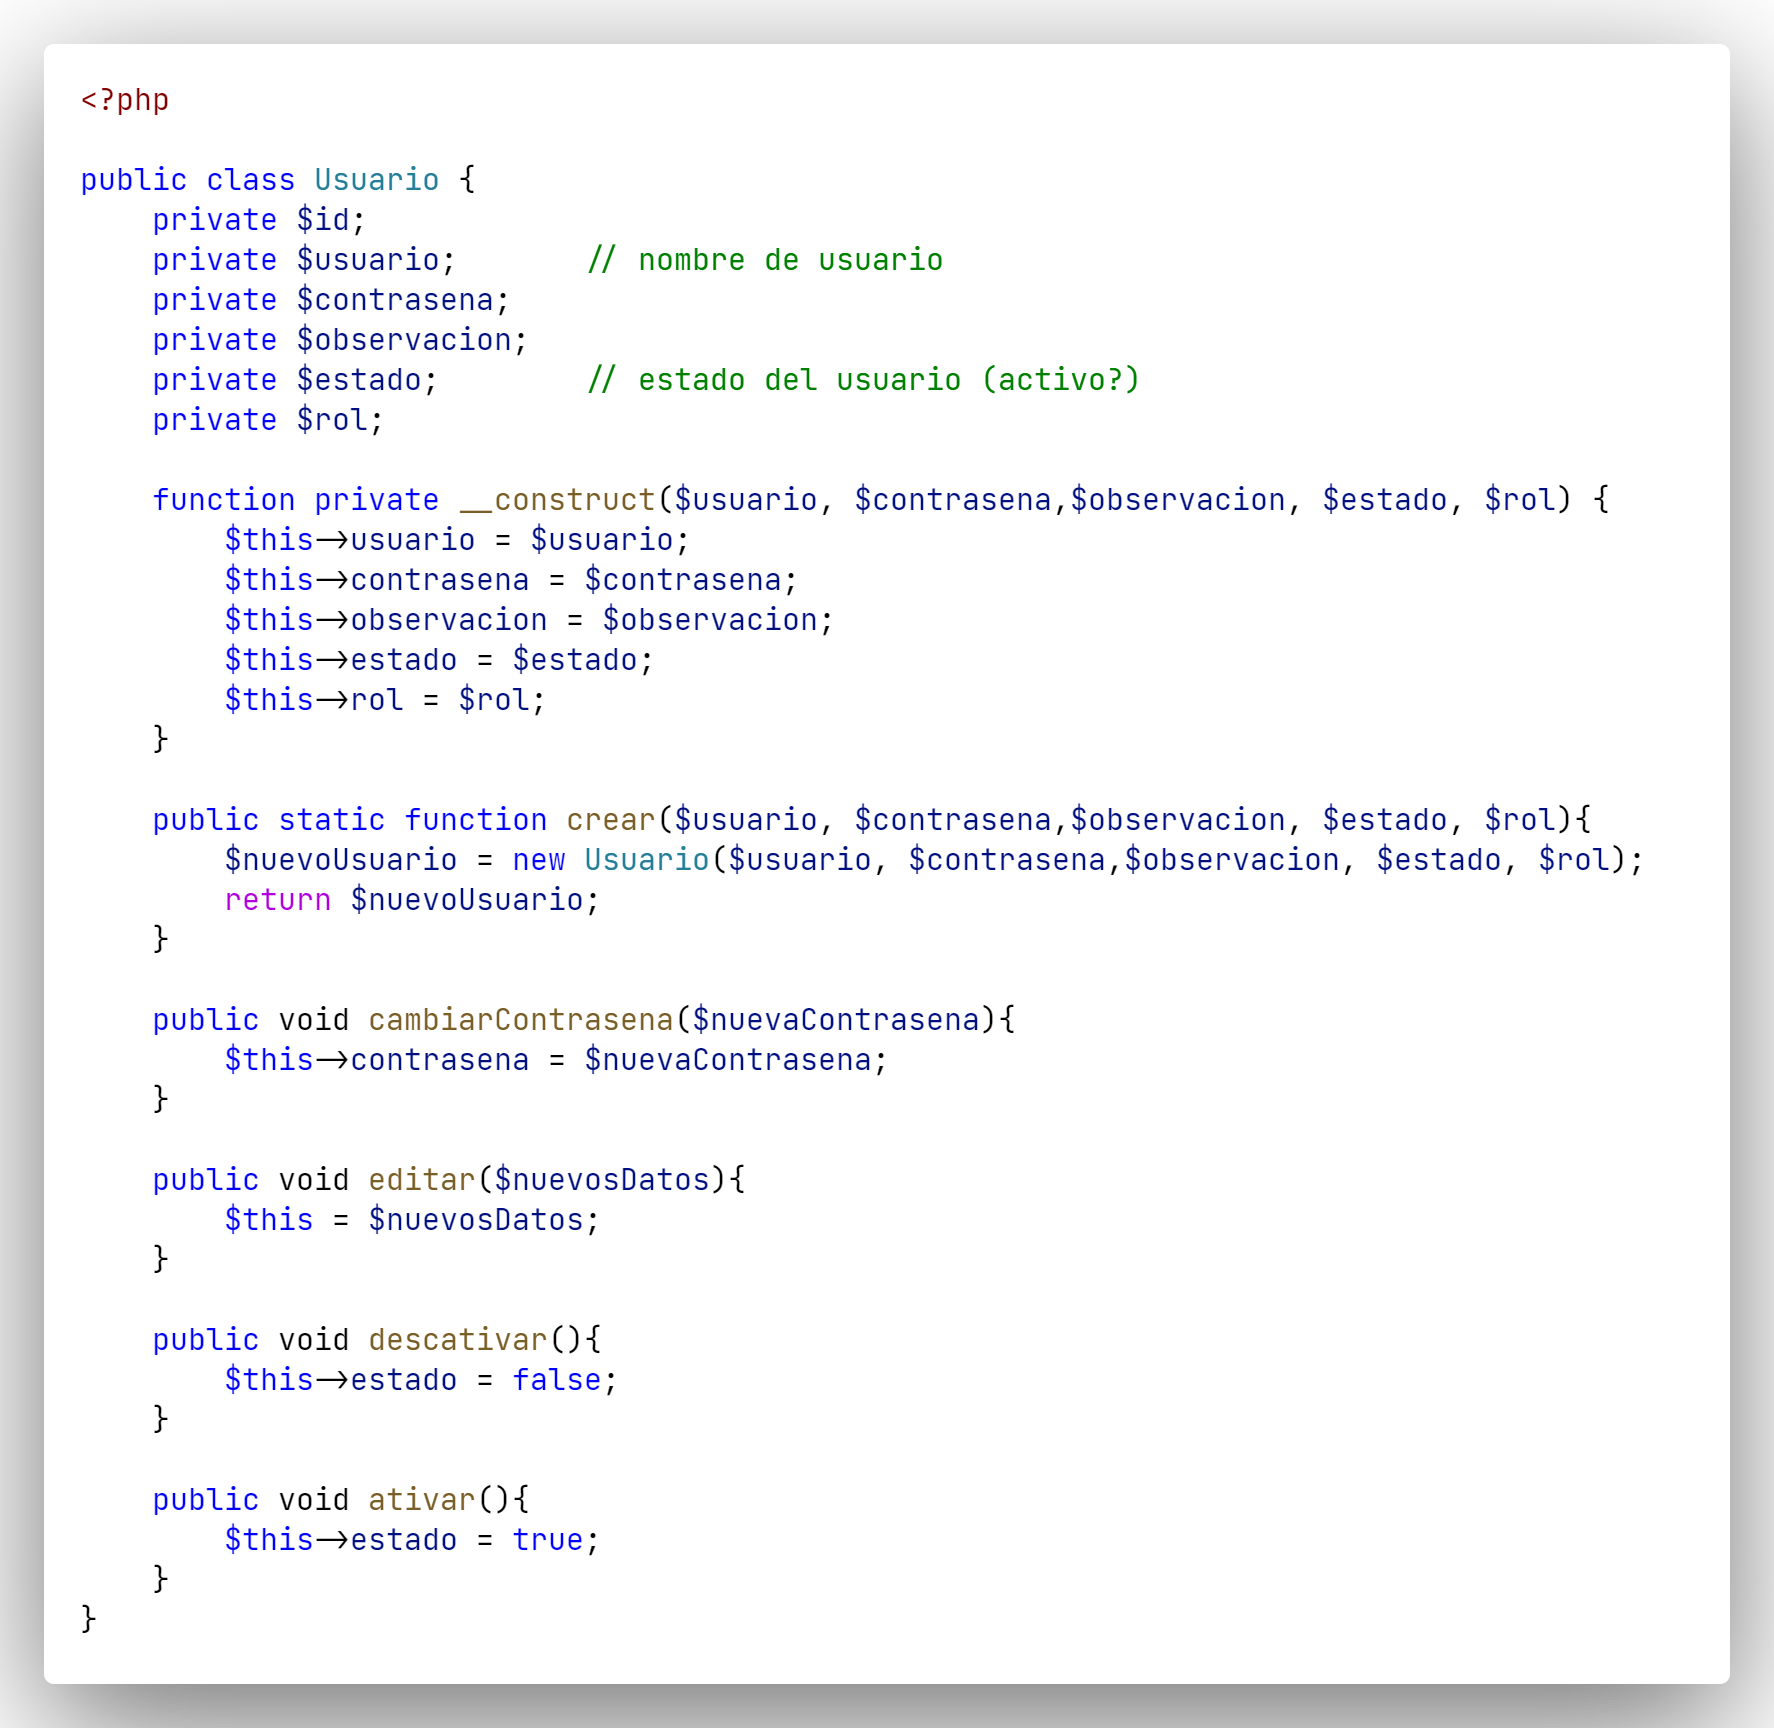 <?php
public class Usuario {
    private $id;
    private $usuario;       // nombre de usuario
    private $contrasena;
    private $observacion;
    private $estado;        // estado del usuario (activo?)
    private $rol;
    function private __construct($usuario, $contrasena,$observacion, $estado, $rol) {
        $this->usuario = $usuario;
        $this->contrasena = $contrasena;
        $this->observacion = $observacion;
        $this->estado = $estado;
        $this->rol = $rol;
    }
    public static function crear($usuario, $contrasena,$observacion, $estado, $rol){
        $nuevoUsuario = new Usuario($usuario, $contrasena,$observacion, $estado, $rol);
        return $nuevoUsuario;
    }
    public void cambiarContrasena($nuevaContrasena){
        $this->contrasena = $nuevaContrasena;
    }
    public void editar($nuevosDatos){
        $this = $nuevosDatos;
    }
    public void descativar(){
        $this->estado = false;
    }
    public void ativar(){
        $this->estado = true;
    }
}